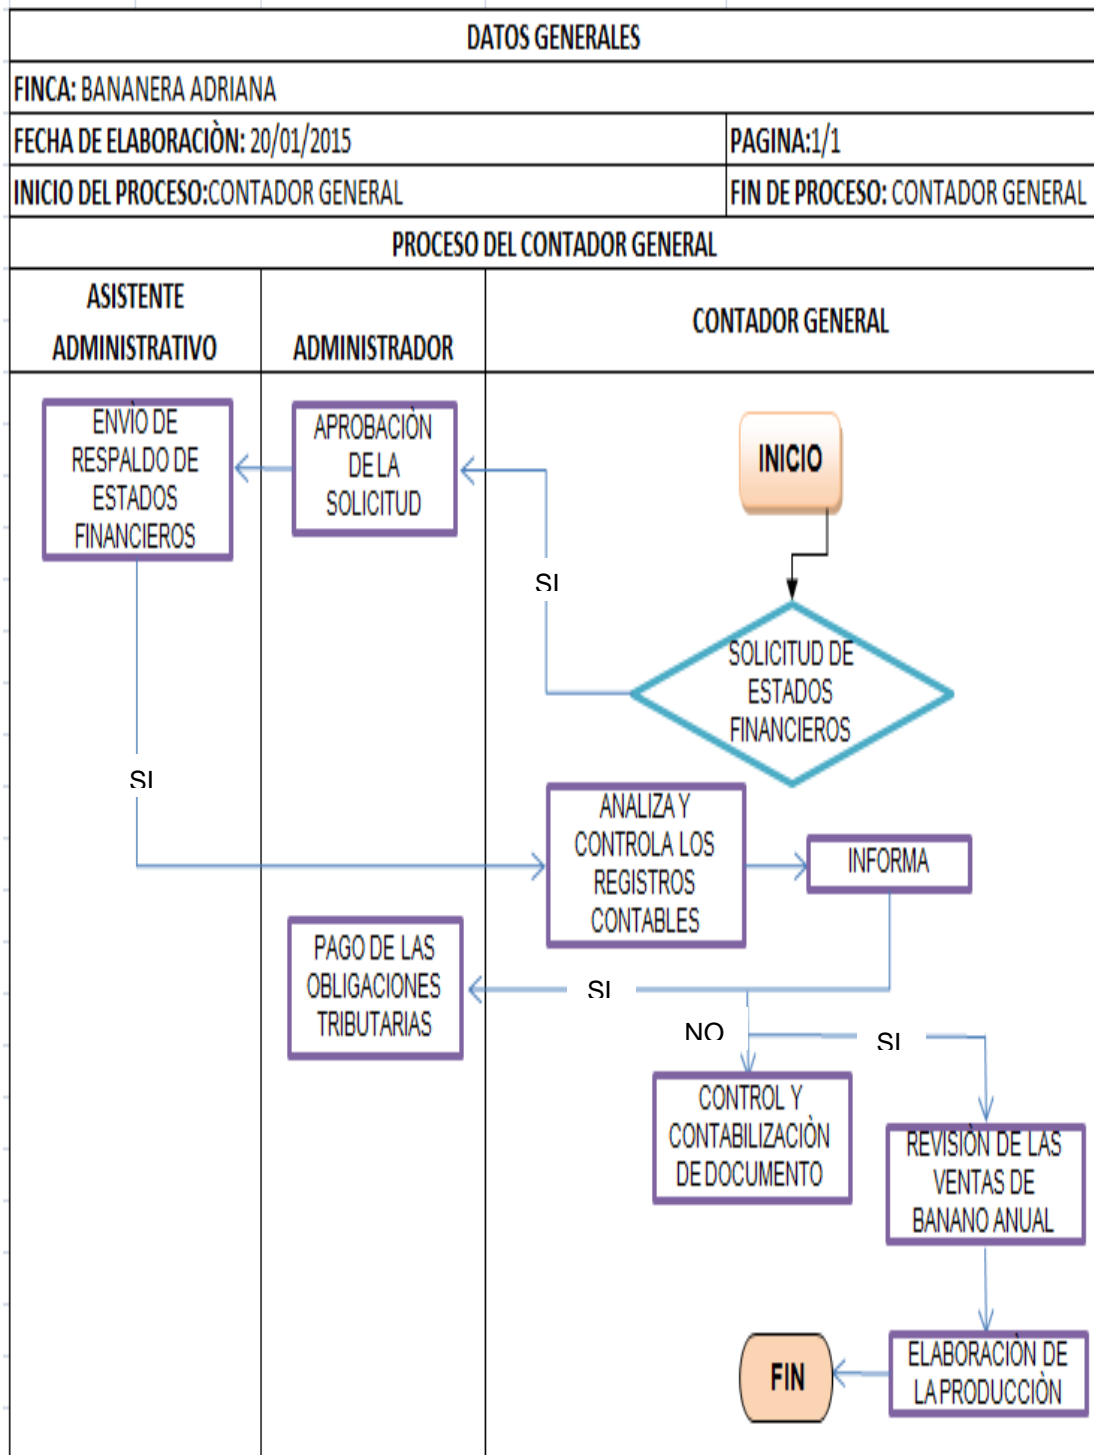 DATOS GENERALES
FINCA: BANANERA ADRIANA
FECHA DE ELABORACIÒN: 20/01/2015
PAGINA:1/1
INICIO DEL PROCESO:CONTADOR GENERAL
FIN DE PROCESO: CONTADOR GENERAL
PROCESO DEL CONTADOR GENERAL
ASISTENTE
ADMINISTRATIVO
ADMINISTRADOR
CONTADOR GENERAL
ENVÌO DE
RESPALDO DE
ESTADOS
FINANCIEROS
APROBACIÒN
DE LA
SOLICITUD
INICIO
SI
SOLICITUD DE
ESTADOS
FINANCIEROS
SI
ANALIZA Y
CONTROLA LOS
REGISTROS
CONTABLES
INFORMA
PAGO DE LAS
OBLIGACIONES
TRIBUTARIAS
SI
NO
SI
CONTROL Y
CONTABILIZACIÒN
DE DOCUMENTO
REVISIÒN DE LAS
VENTAS DE
BANANO ANUAL
ELABORACIÒN DE
LA PRODUCCIÒN
FIN